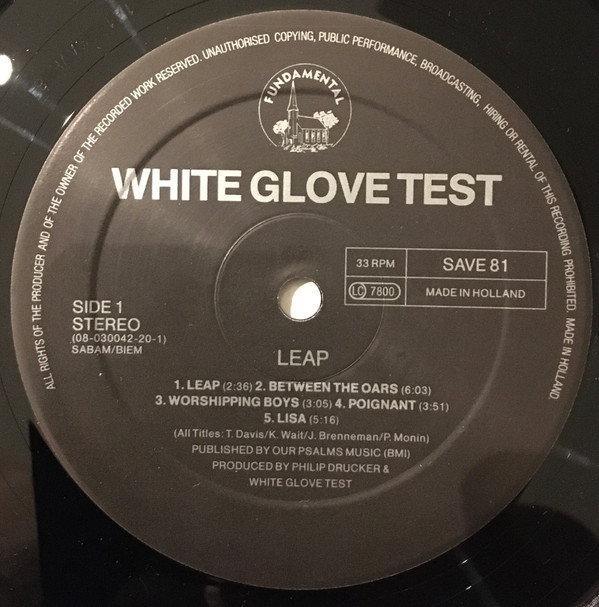 ALL RIGHTS OF THE PRODUCER AND OF THE OWNER OF THE RECORDED WORK RESERVED. UNAUTHORISED COPYING, PUBLIC PERFORMANCE, BROADCASTING, HIRING OR RENTAL OF THIS RECORDING PROHIBITED. MADE IN HOLLAND.
FUNDAMENTAL
WHITE GLOVE TEST
33 RPM SAVE 81
LC 7800 MADE IN HOLLAND
SIDE 1
STEREO
(08-030042-20-1)
SABAM/BIEM
LEAP
1. LEAP (2:36) 2. BETWEEN THE OARS (6:03)
3. WORSHIPPING BOYS (3:05) 4. POIGNANT (3:51)
5. LISA (5:16)
(All Titles: T. Davis/K. Wait/J. Brenneman/P. Monin)
PUBLISHED BY OUR PSALMS MUSIC (BMI)
PRODUCED BY PHILIP DRUCKER &
WHITE GLOVE TEST